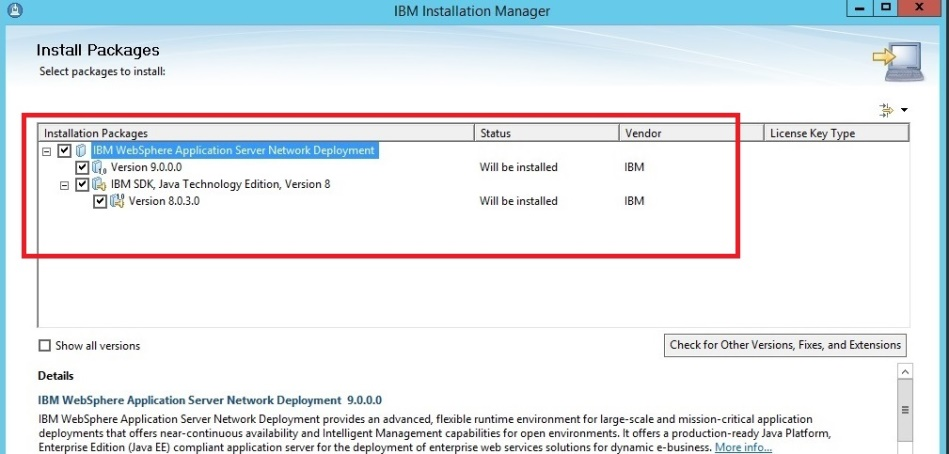 IBM Installation Manager
Install Packages
Select packages to install:
Installation Packages Status Vendor License Key Type
IBM WebSphere Application Server Network Deployment
Version 9.0.0.0 Will be installed IBM
IBM SDK, Java Technology Edition, Version 8
Version 8.0.3.0 Will be installed IBM
Show all versions Check for Other Versions, Fixes, and Extensions
Details
IBM WebSphere Application Server Network Deployment 9.0.0.0
IBM WebSphere Application Server Network Deployment provides an advanced, flexible runtime environment for large-scale and mission-critical application
deployments that offers near-continuous availability and Intelligent Management capabilities for open environments. It offers a production-ready Java Platform,
Enterprise Edition (Java EE) compliant application server for the deployment of enterprise web services solutions for dynamic e-business. More info...